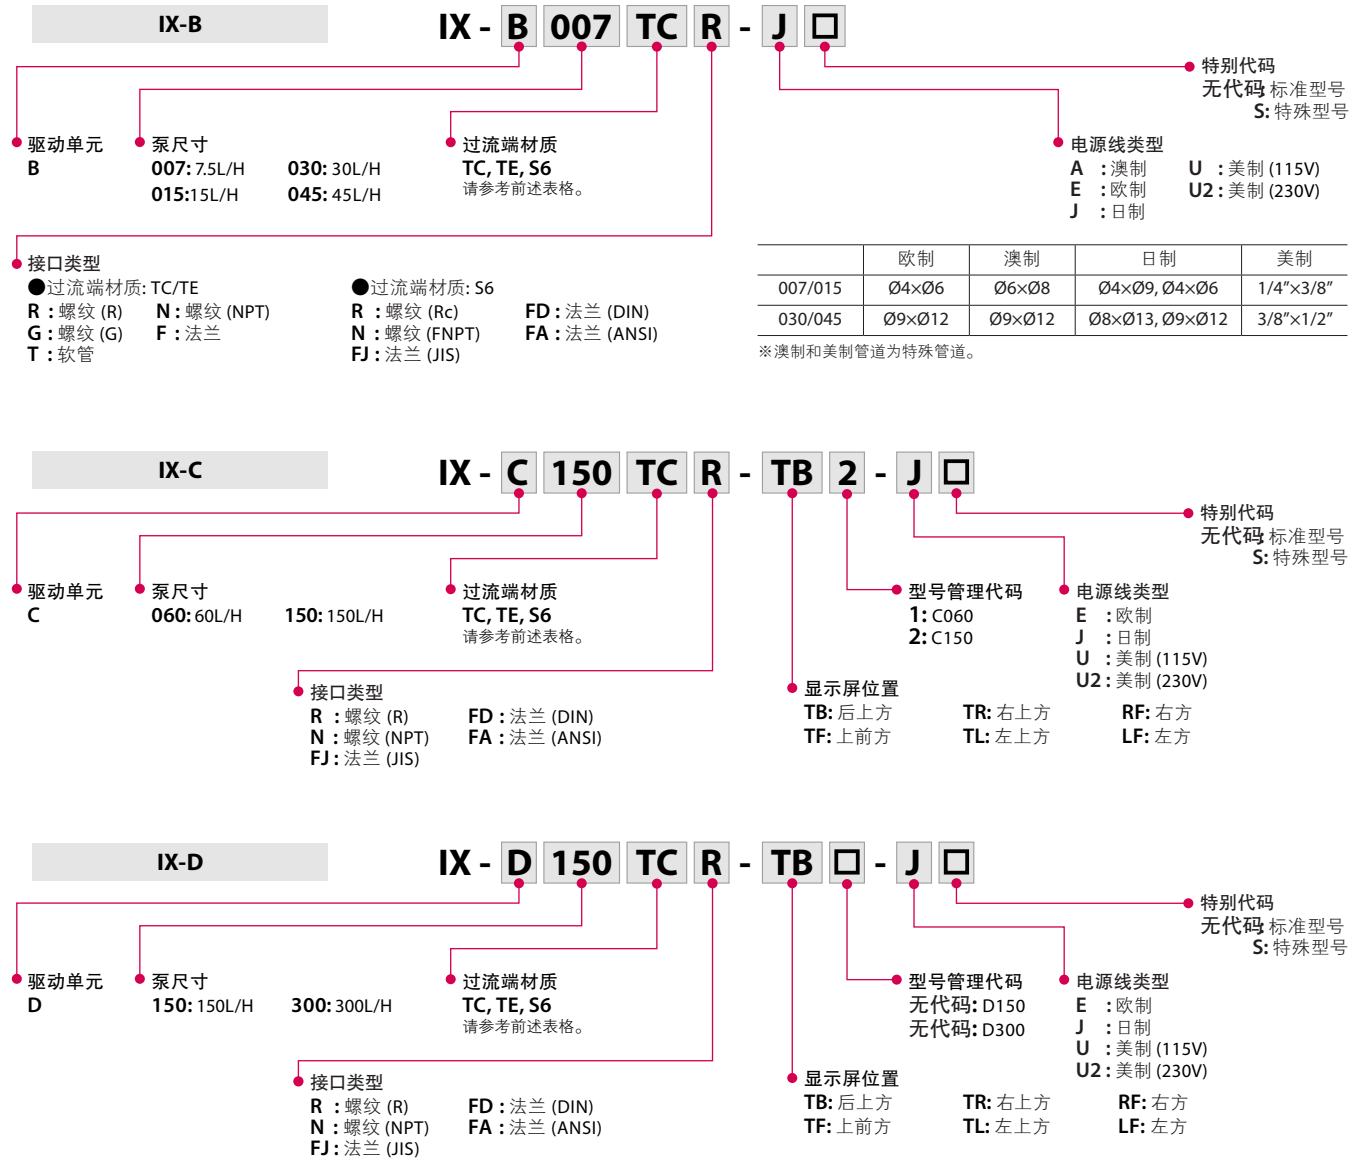 IX-B
IX - B 007 TC R - J □
特别代码
无代码: 标准型号
S: 特殊型号
驱动单元
B
泵尺寸
007: 7.5L/H 030: 30L/H
015:15L/H 045: 45L/H
过流端材质
TC, TE, S6
请参考前述表格。
电源线类型
A : 澳制 U : 美制 (115V)
E : 欧制 U2 : 美制 (230V)
J : 日制
接口类型
●过流端材质: TC/TE
R : 螺纹 (R) N : 螺纹 (NPT)
G : 螺纹 (G) F : 法兰
T : 软管
●过流端材质: S6
R : 螺纹 (Rc) FD : 法兰 (DIN)
N : 螺纹 (FNPT) FA : 法兰 (ANSI)
FJ : 法兰 (JIS)
欧制 澳制 日制 美制
007/015 Ø4×Ø6 Ø6×Ø8 Ø4×Ø9, Ø4×Ø6 1/4″×3/8″
030/045 Ø9×Ø12 Ø9×Ø12 Ø8×Ø13, Ø9×Ø12 3/8″×1/2″
※澳制和美制管道为特殊管道。
IX-C
IX - C 150 TC R - TB 2 - J □
特别代码
无代码: 标准型号
S: 特殊型号
驱动单元
C
泵尺寸
060: 60L/H 150: 150L/H
过流端材质
TC, TE, S6
请参考前述表格。
型号管理代码
1: C060
2: C150
电源线类型
E : 欧制
J : 日制
U : 美制 (115V)
U2 : 美制 (230V)
接口类型
R : 螺纹 (R) FD : 法兰 (DIN)
N : 螺纹 (NPT) FA : 法兰 (ANSI)
FJ : 法兰 (JIS)
显示屏位置
TB: 后上方 TR: 右上方 RF: 右方
TF: 上前方 TL: 左上方 LF: 左方
IX-D
IX - D 150 TC R - TB □ - J □
特别代码
无代码: 标准型号
S: 特殊型号
驱动单元
D
泵尺寸
150: 150L/H 300: 300L/H
过流端材质
TC, TE, S6
请参考前述表格。
型号管理代码
无代码: D150
无代码: D300
电源线类型
E : 欧制
J : 日制
U : 美制 (115V)
U2 : 美制 (230V)
接口类型
R : 螺纹 (R) FD : 法兰 (DIN)
N : 螺纹 (NPT) FA : 法兰 (ANSI)
FJ : 法兰 (JIS)
显示屏位置
TB: 后上方 TR: 右上方 RF: 右方
TF: 上前方 TL: 左上方 LF: 左方